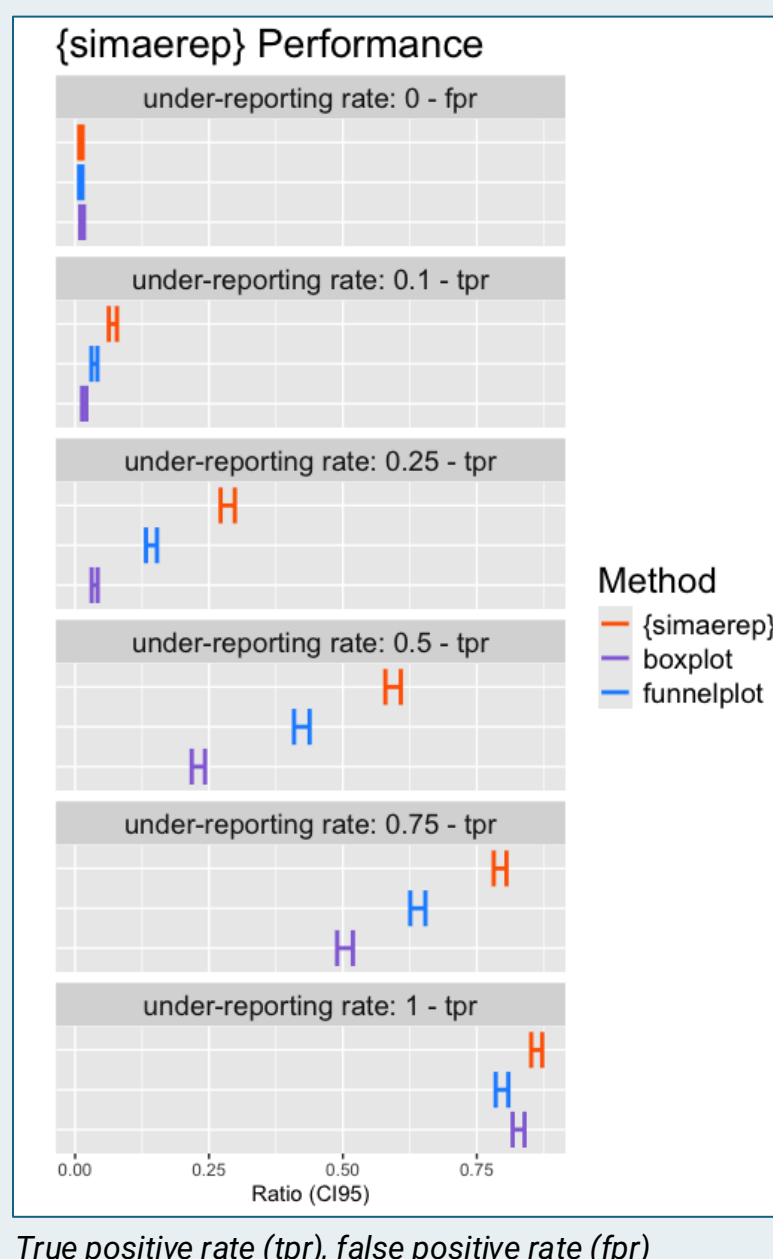 {simaerep} Performance
under-reporting rate: 0 - fpr
under-reporting rate: 0.1 - tpr
under-reporting rate: 0.25 - tpr
under-reporting rate: 0.5 - tpr
under-reporting rate: 0.75 - tpr
under-reporting rate: 1 - tpr
0.00 0.25 0.50 0.75
Ratio (CI95)
Method
{simaerep}
boxplot
funnelplot
True positive rate (tpr), false positive rate (fpr)